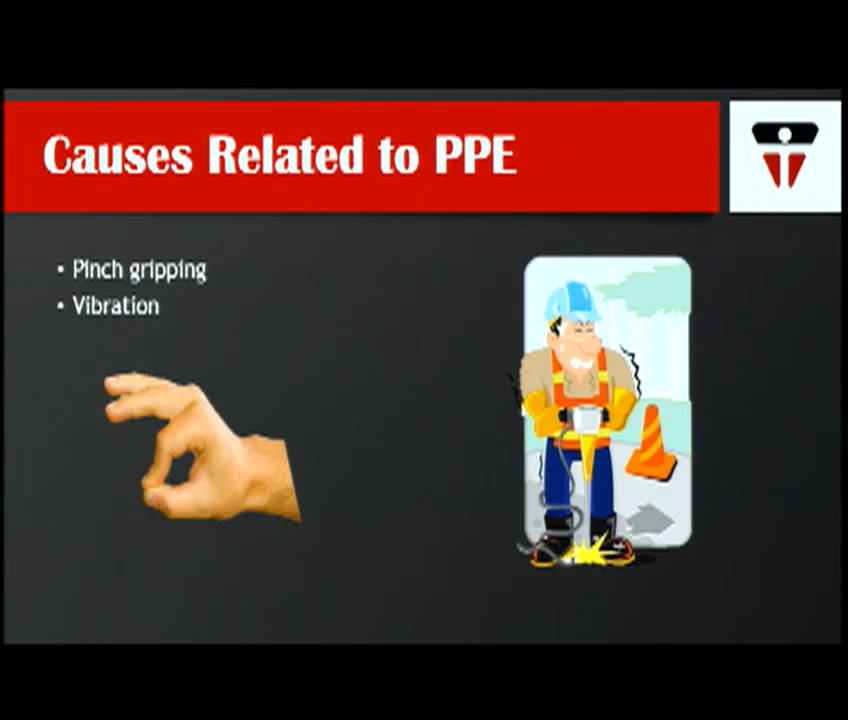 Causes Related to PPE
• Pinch gripping
• Vibration